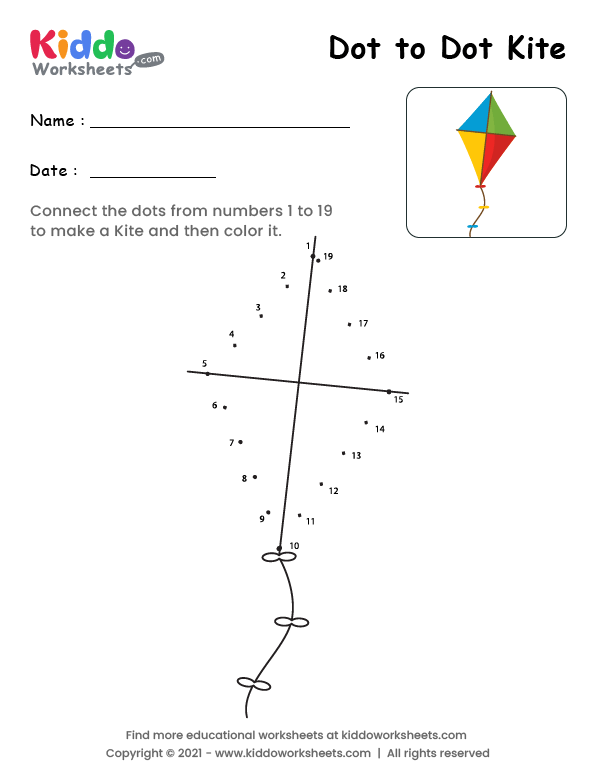 Kiddo
Worksheets .com
Dot to Dot Kite
Name :
Date :
Connect the dots from numbers 1 to 19
to make a Kite and then color it.
1
19
2
18
3
17
4
16
5
15
6
14
7
13
8
12
9
11
10
Find more educational worksheets at kiddoworksheets.com
Copyright © 2021 - www.kiddoworksheets.com | All rights reserved